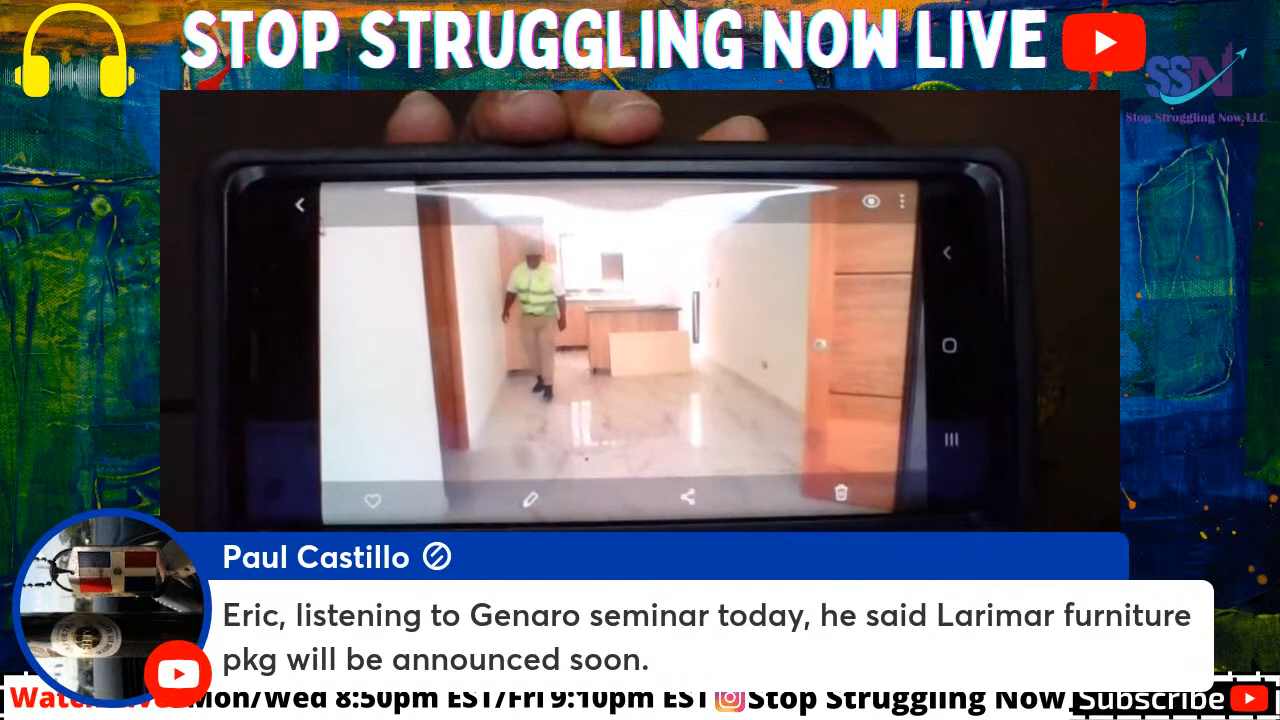 STOP STRUGGLING NOW LIVE
SSN
Stop Struggling Now, LLC
Paul Castillo
Eric, listening to Genaro seminar today, he said Larimar furniture
pkg will be announced soon.
Mon/Wed 8:50pm EST/Fri 9:10pm EST Stop Struggling Now, Subscribe